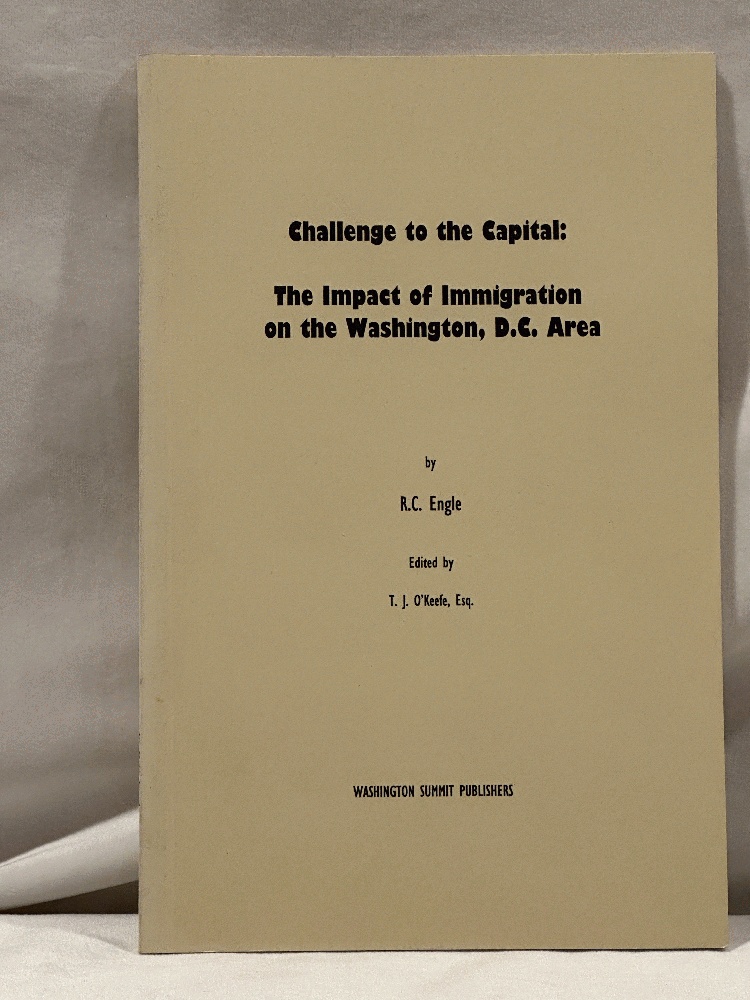 Challenge to the Capital:
The Impact of Immigration
on the Washington, D.C. Area
by
R.C. Engle
Edited by
T. J. O'Keefe, Esq.
WASHINGTON SUMMIT PUBLISHERS